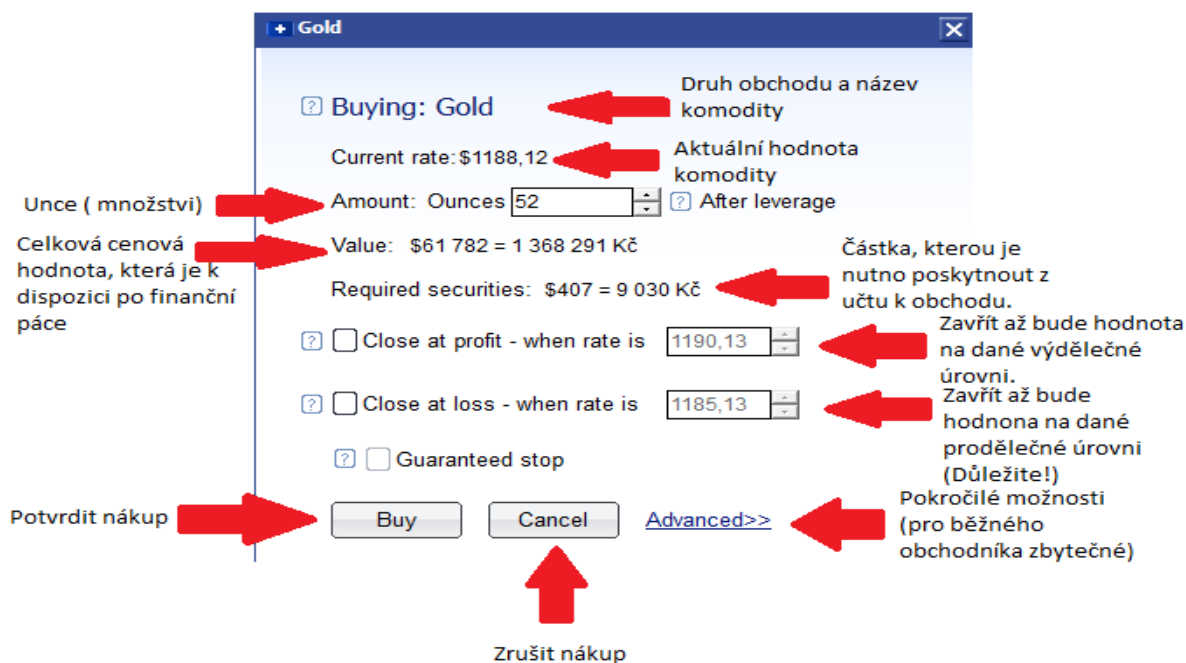 Gold
Buying: Gold
Druh obchodu a název
komodity
Current rate: $1188,12
Aktuální hodnota
komodity
Unce ( množstvi)
Amount: Ounces 52 After leverage
Celková cenová
hodnota, která je k
dispozici po finanční
páce
Value: $61 782 = 1 368 291 Kč
Required securities: $407 = 9 030 Kč
Částka, kterou je
nutno poskytnout z
učtu k obchodu.
Close at profit - when rate is 1190,13
Zavřít až bude hodnota
na dané výdělečné
úrovni.
Close at loss - when rate is 1185,13
Zavřít až bude
hodnona na dané
prodělečné úrovni
(Důležite!)
Guaranteed stop
Potvrdit nákup
Buy
Cancel
Advanced>>
Pokročilé možnosti
(pro běžného
obchodníka zbytečné)
Zrušit nákup